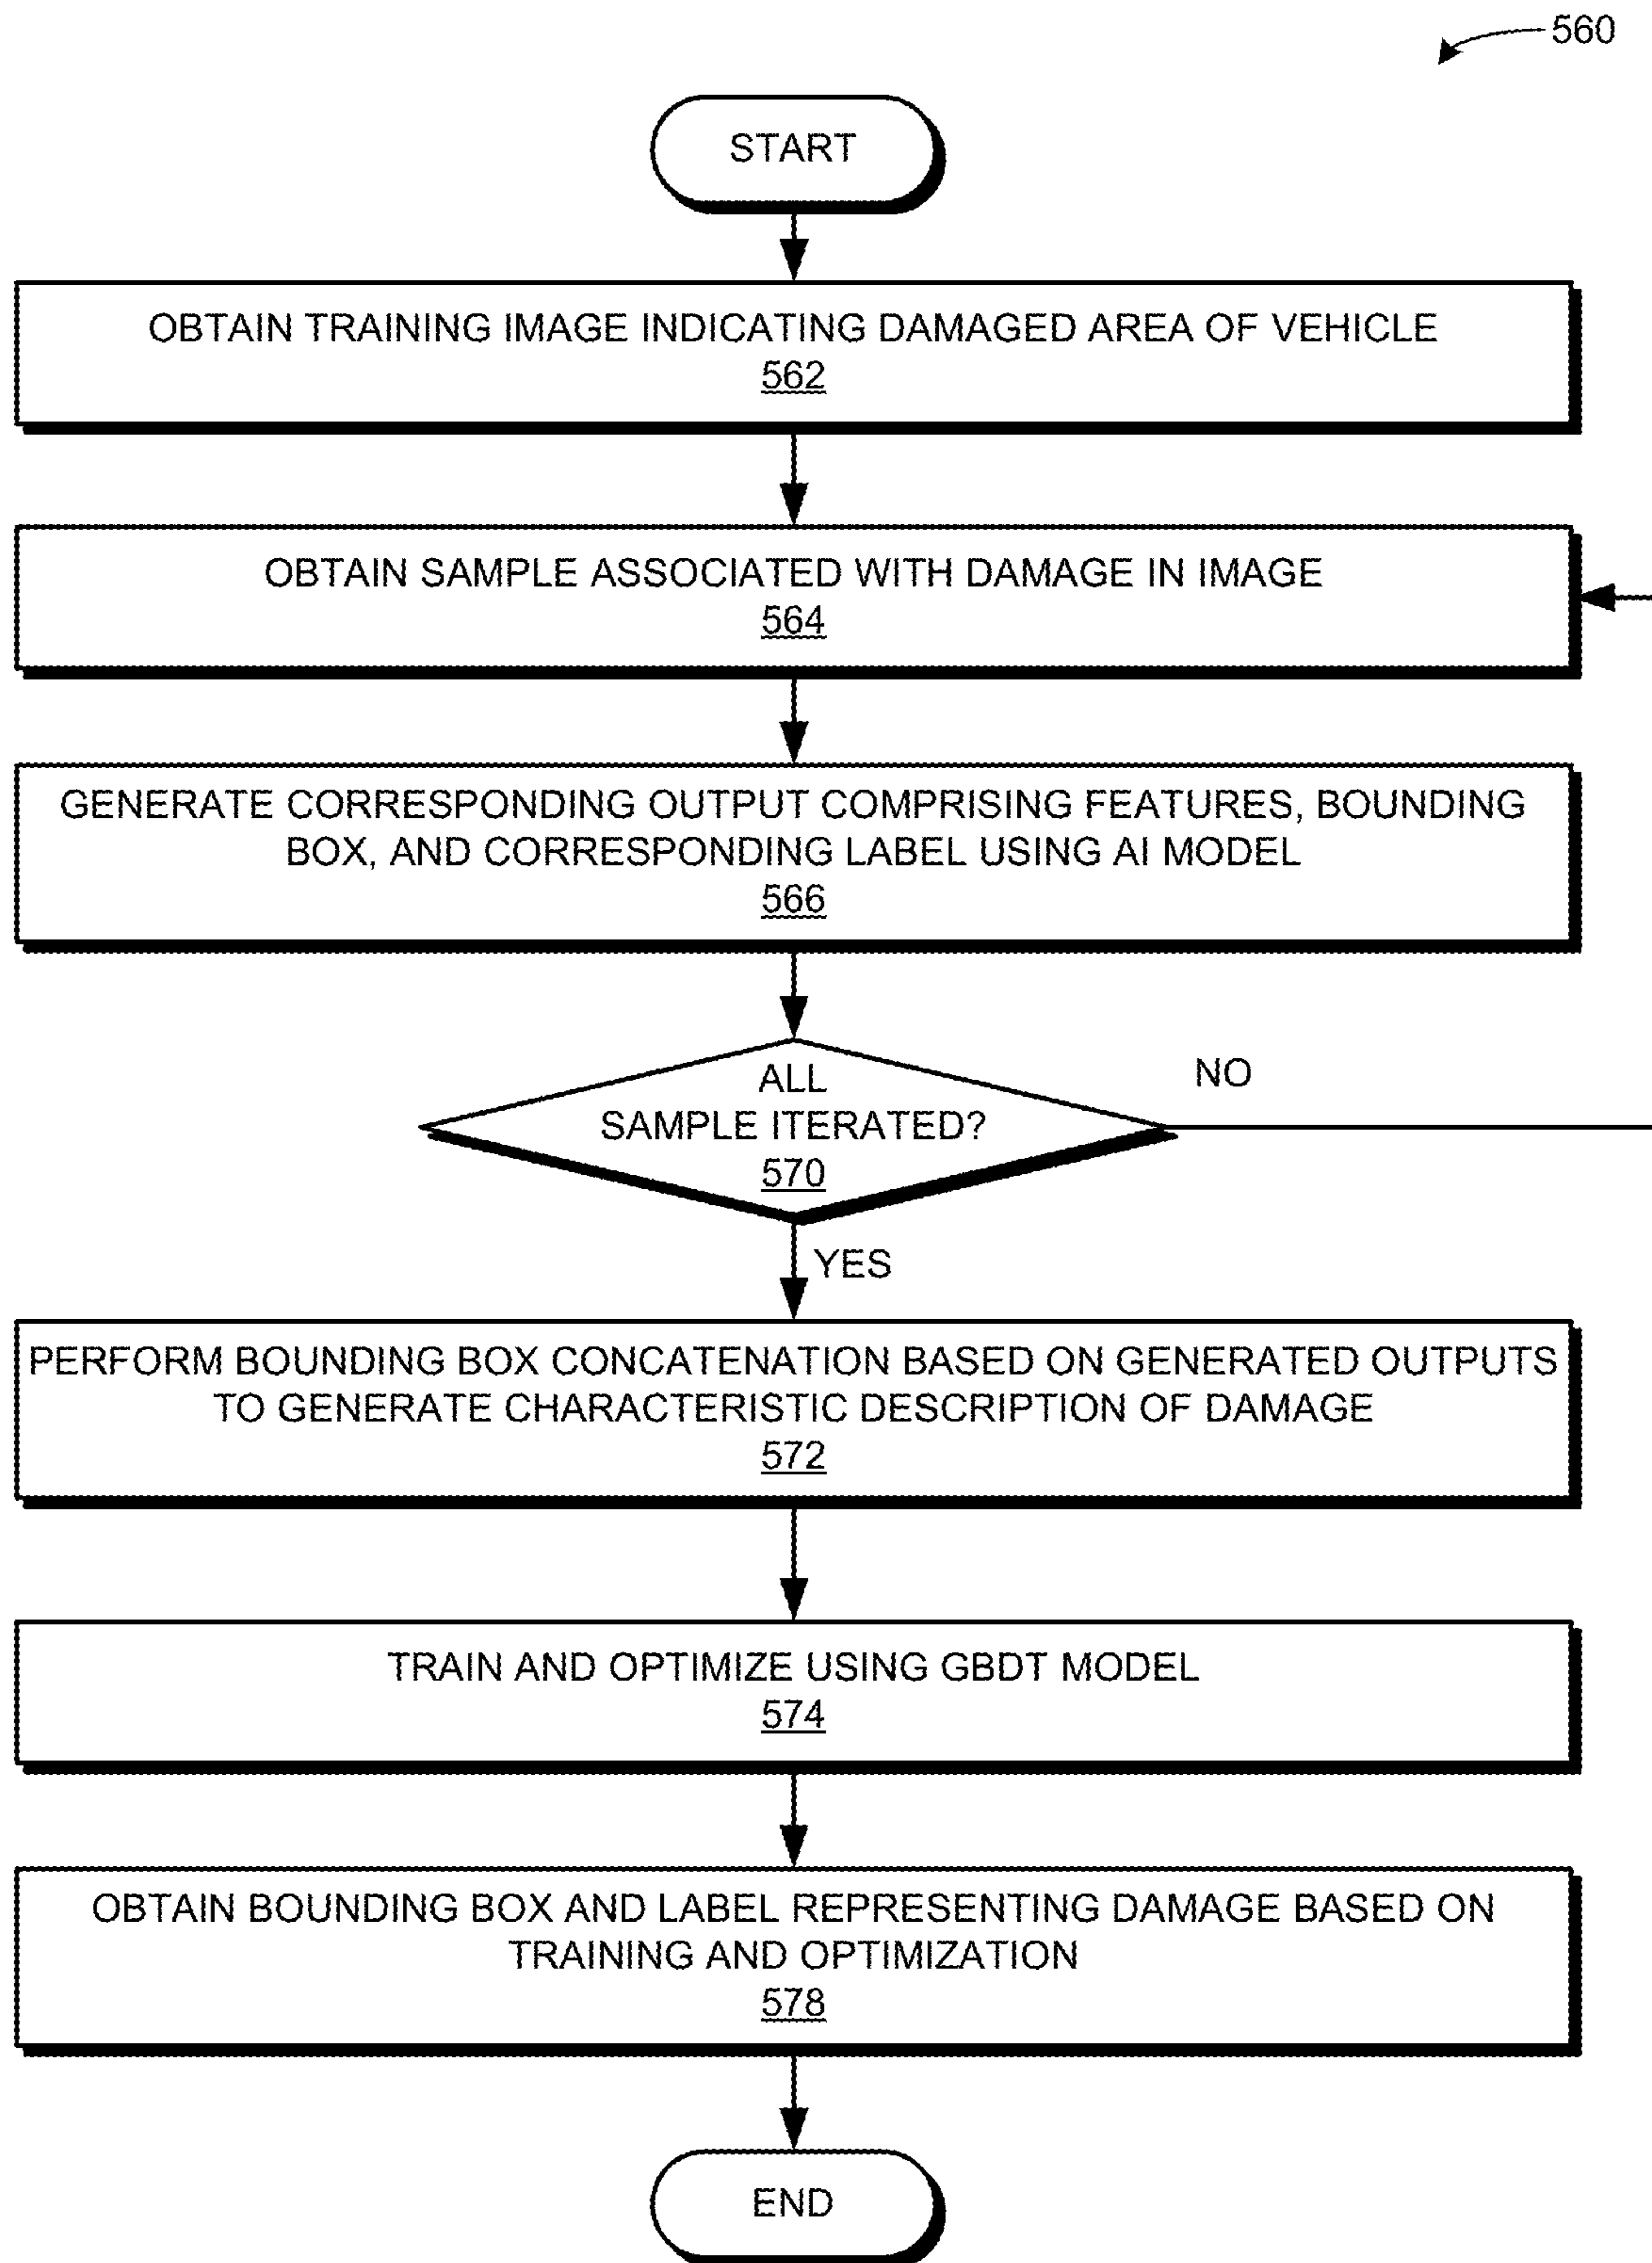 560
START
OBTAIN TRAINING IMAGE INDICATING DAMAGED AREA OF VEHICLE
562
OBTAIN SAMPLE ASSOCIATED WITH DAMAGE IN IMAGE
564
GENERATE CORRESPONDING OUTPUT COMPRISING FEATURES, BOUNDING
BOX, AND CORRESPONDING LABEL USING AI MODEL
566
ALL
SAMPLE ITERATED?
570
NO
YES
PERFORM BOUNDING BOX CONCATENATION BASED ON GENERATED OUTPUTS
TO GENERATE CHARACTERISTIC DESCRIPTION OF DAMAGE
572
TRAIN AND OPTIMIZE USING GBDT MODEL
574
OBTAIN BOUNDING BOX AND LABEL REPRESENTING DAMAGE BASED ON
TRAINING AND OPTIMIZATION
578
END